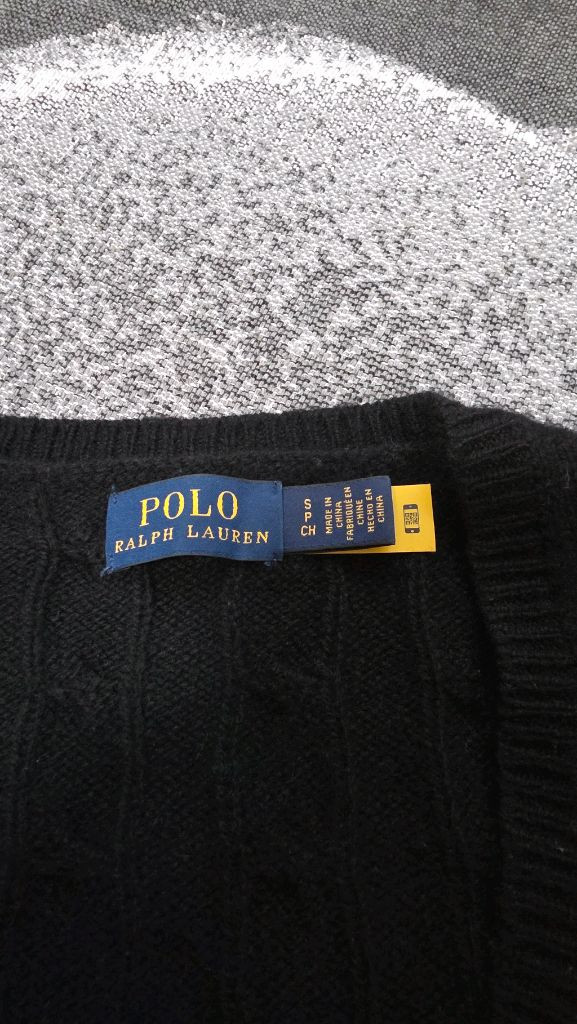 POLO
RALPH LAUREN
S
P
CH
MADE IN
CHINA
FABRIQUÉ EN
CHINE
HECHO EN
CHINA